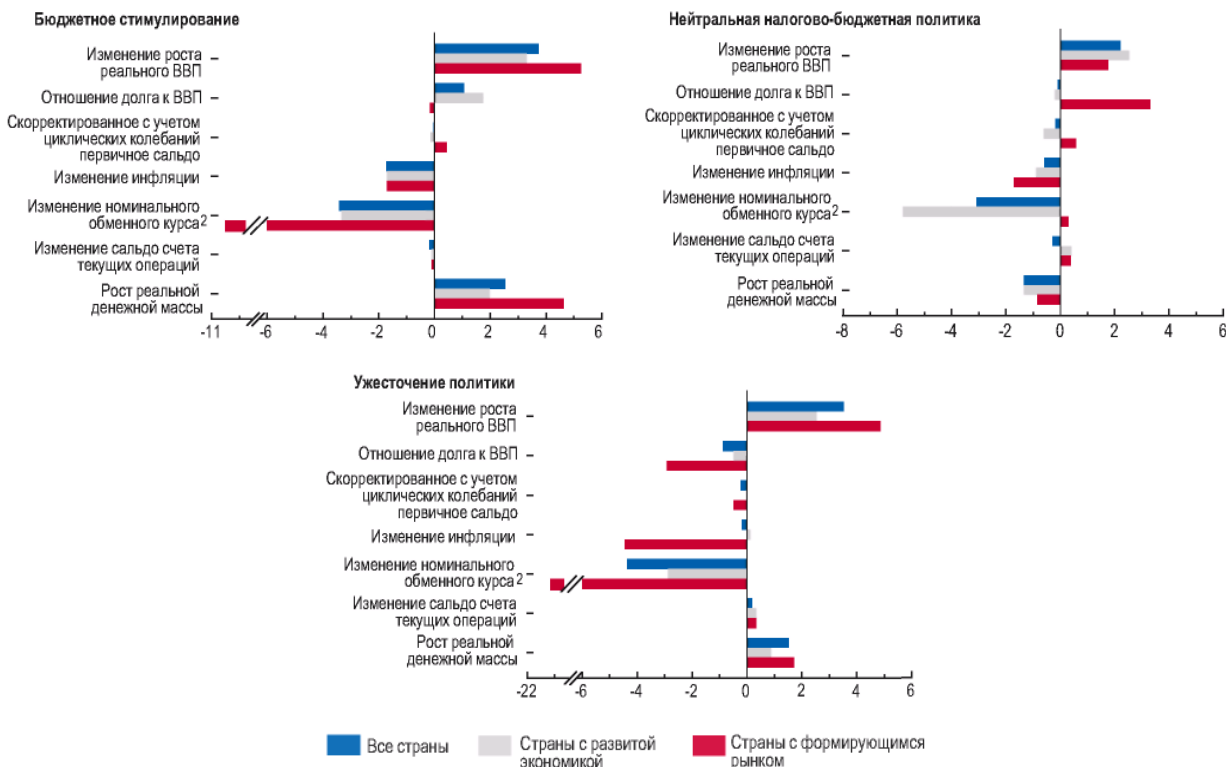 Бюджетное стимулирование
Изменение роста
реального ВВП
Отношение долга к ВВП
Скорректированное с учетом
циклических колебаний
первичное сальдо
Изменение инфляции
Изменение номинального
обменного курса2
Изменение сальдо счета
текущих операций
Рост реальной
денежной массы
-11 -6 -4 -2 0 2 4 6
Нейтральная налогово-бюджетная политика
Изменение роста
реального ВВП
Отношение долга к ВВП
Скорректированное с учетом
циклических колебаний
первичное сальдо
Изменение инфляции
Изменение номинального
обменного курса2
Изменение сальдо счета
текущих операций
Рост реальной
денежной массы
-8 -6 -4 -2 0 2 4 6
Ужесточение политики
Изменение роста
реального ВВП
Отношение долга к ВВП
Скорректированное с учетом
циклических колебаний
первичное сальдо
Изменение инфляции
Изменение номинального
обменного курса2
Изменение сальдо счета
текущих операций
Рост реальной
денежной массы
-22 -6 -4 -2 0 2 4 6
Все страны
Страны с развитой
экономикой
Страны с формирующимся
рынком